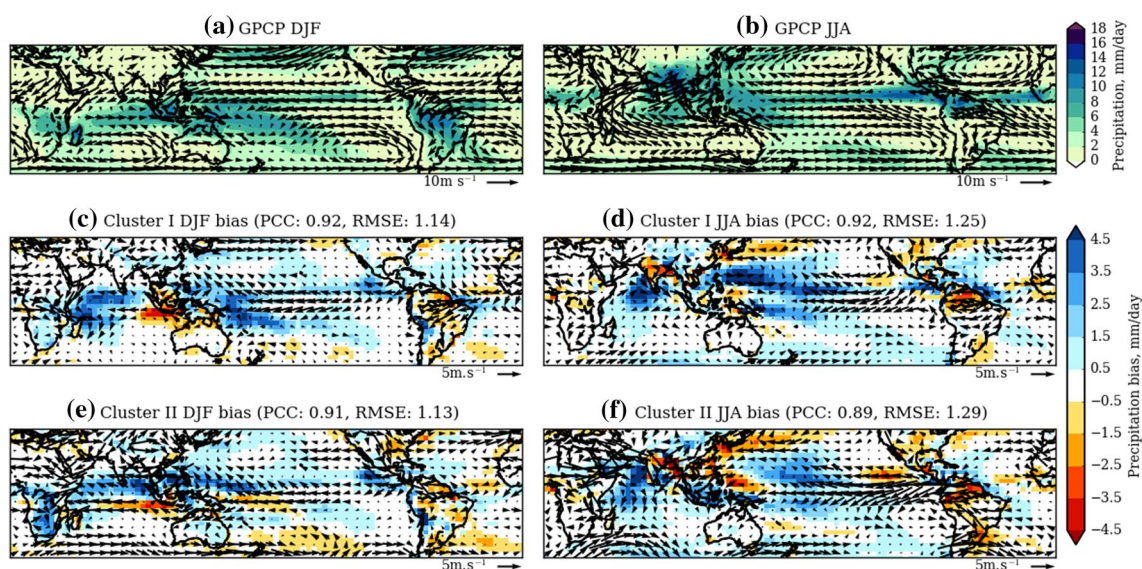 (a) GPCP DJF
(b) GPCP JJA
10m s⁻¹
10m s⁻¹
18
16
14
12
10
8
6
4
2
0
Precipitation, mm/day
(c) Cluster I DJF bias (PCC: 0.92, RMSE: 1.14)
(d) Cluster I JJA bias (PCC: 0.92, RMSE: 1.25)
5m.s⁻¹
5m.s⁻¹
(e) Cluster II DJF bias (PCC: 0.91, RMSE: 1.13)
(f) Cluster II JJA bias (PCC: 0.89, RMSE: 1.29)
5m.s⁻¹
5m.s⁻¹
4.5
3.5
2.5
1.5
0.5
−0.5
−1.5
−2.5
−3.5
−4.5
Precipitation bias, mm/day